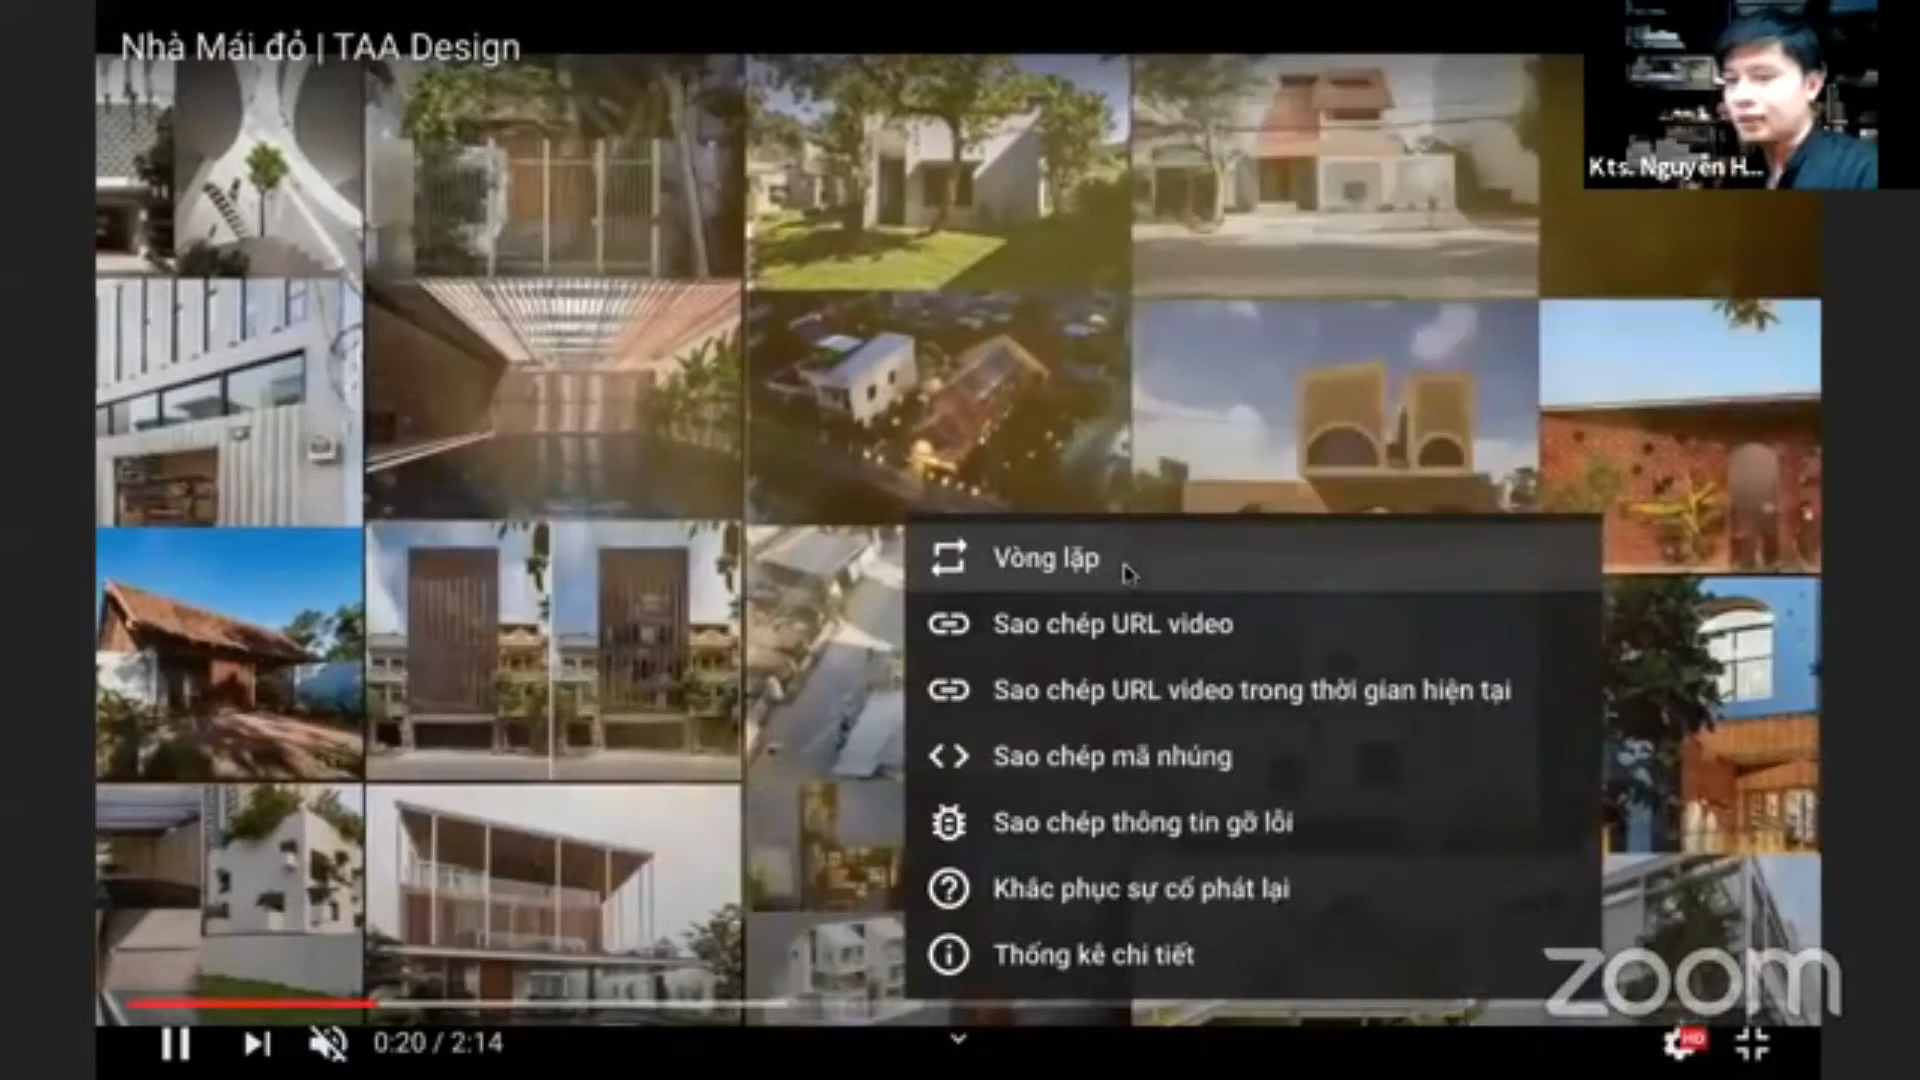 Nhà Mái đỏ | TAA Design
Kts. Nguyễn H...
Vòng lặp
Sao chép URL video
Sao chép URL video trong thời gian hiện tại
Sao chép mã nhúng
Sao chép thông tin gỡ lỗi
Khắc phục sự cố phát lại
Thống kê chi tiết
zoom
0:20 / 2:14
HD